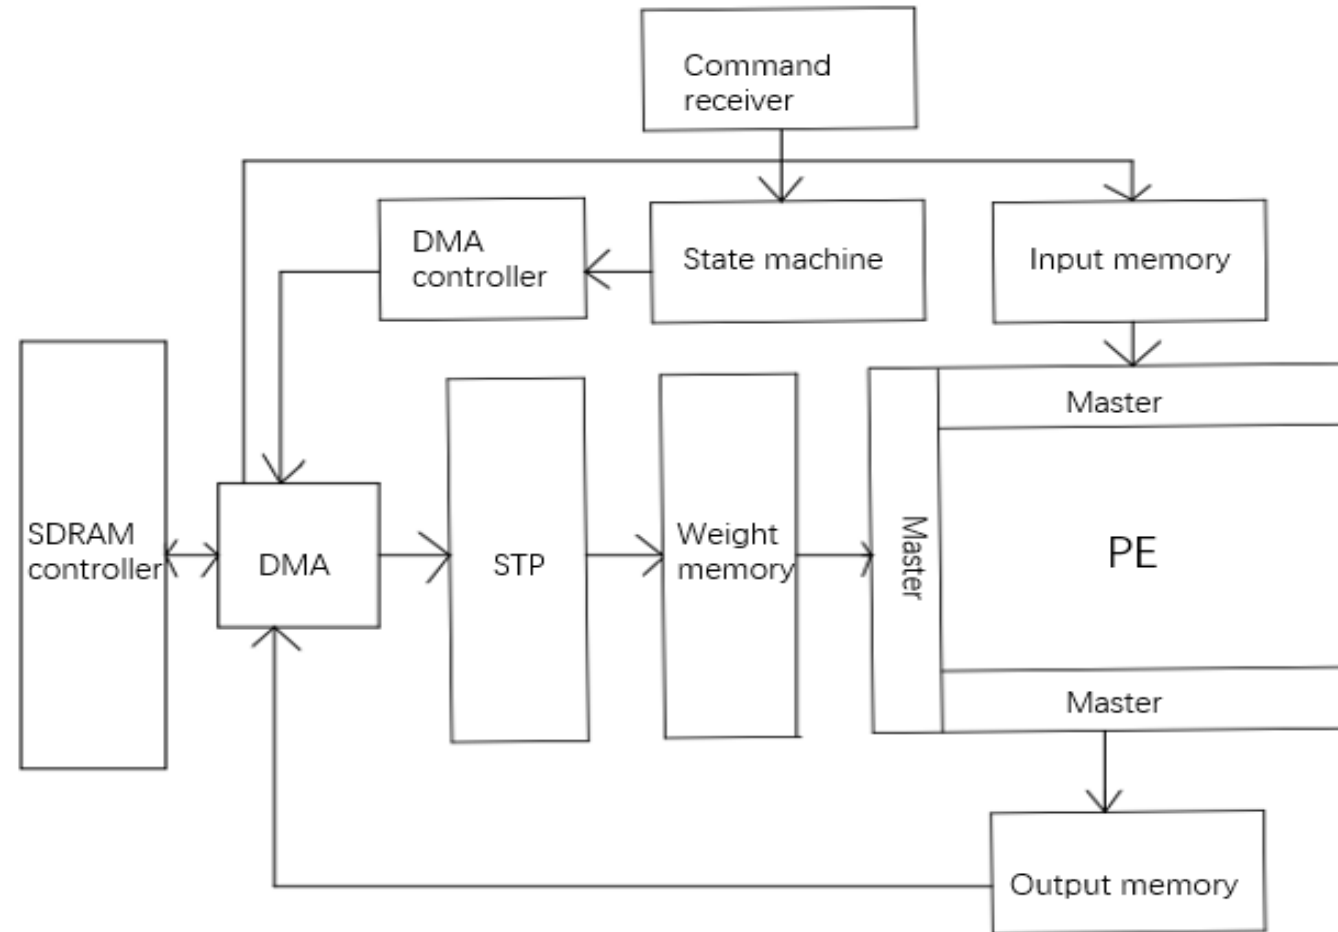 Command
receiver
DMA
controller
State machine
Input memory
Master
SDRAM
controller
DMA
STP
Weight
memory
Master
PE
Master
Output memory